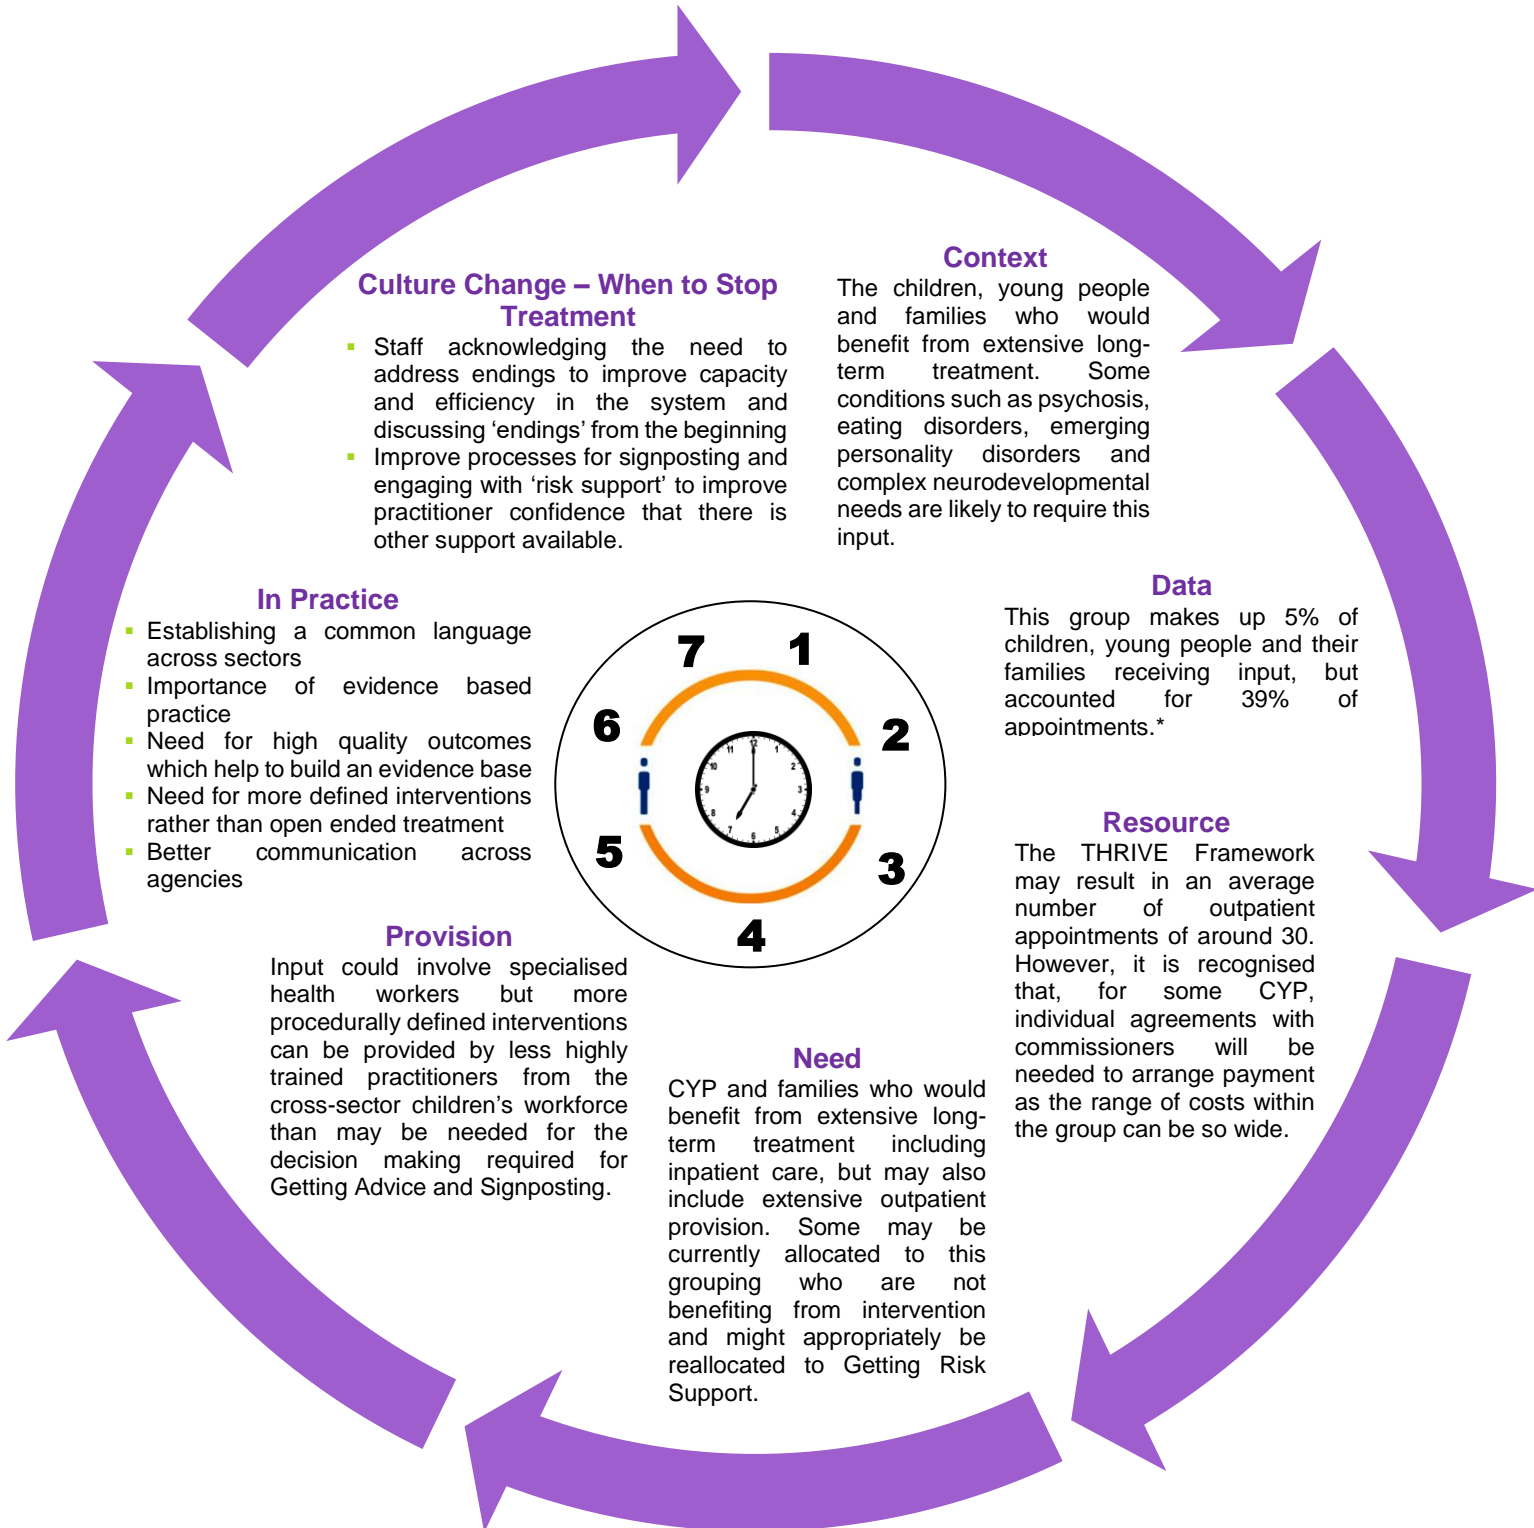 Context
The children, young people
and families who would
benefit from extensive long-
term treatment. Some
conditions such as psychosis,
eating disorders, emerging
personality disorders and
complex neurodevelopmental
needs are likely to require this
input.
Data
This group makes up 5% of
children, young people and their
families receiving input, but
accounted for 39% of
appointments.*
Resource
The THRIVE Framework
may result in an average
number of outpatient
appointments of around 30.
However, it is recognised
that, for some CYP,
individual agreements with
commissioners will be
needed to arrange payment
as the range of costs within
the group can be so wide.
Need
CYP and families who would
benefit from extensive long-
term treatment including
inpatient care, but may also
include extensive outpatient
provision. Some may be
currently allocated to this
grouping who are not
benefiting from intervention
and might appropriately be
reallocated to Getting Risk
Support.
Provision
Input could involve specialised
health workers but more
procedurally defined interventions
can be provided by less highly
trained practitioners from the
cross-sector children's workforce
than may be needed for the
decision making required for
Getting Advice and Signposting.
In Practice
▪ Establishing a common language
across sectors
▪ Importance of evidence based
practice
▪ Need for high quality outcomes
which help to build an evidence base
▪ Need for more defined interventions
rather than open ended treatment
▪ Better communication across
agencies
Culture Change – When to Stop
Treatment
▪ Staff acknowledging the need to
address endings to improve capacity
and efficiency in the system and
discussing 'endings' from the beginning
▪ Improve processes for signposting and
engaging with 'risk support' to improve
practitioner confidence that there is
other support available.
1
2
3
4
5
6
7
12
1
2
3
4
5
6
7
8
9
10
11